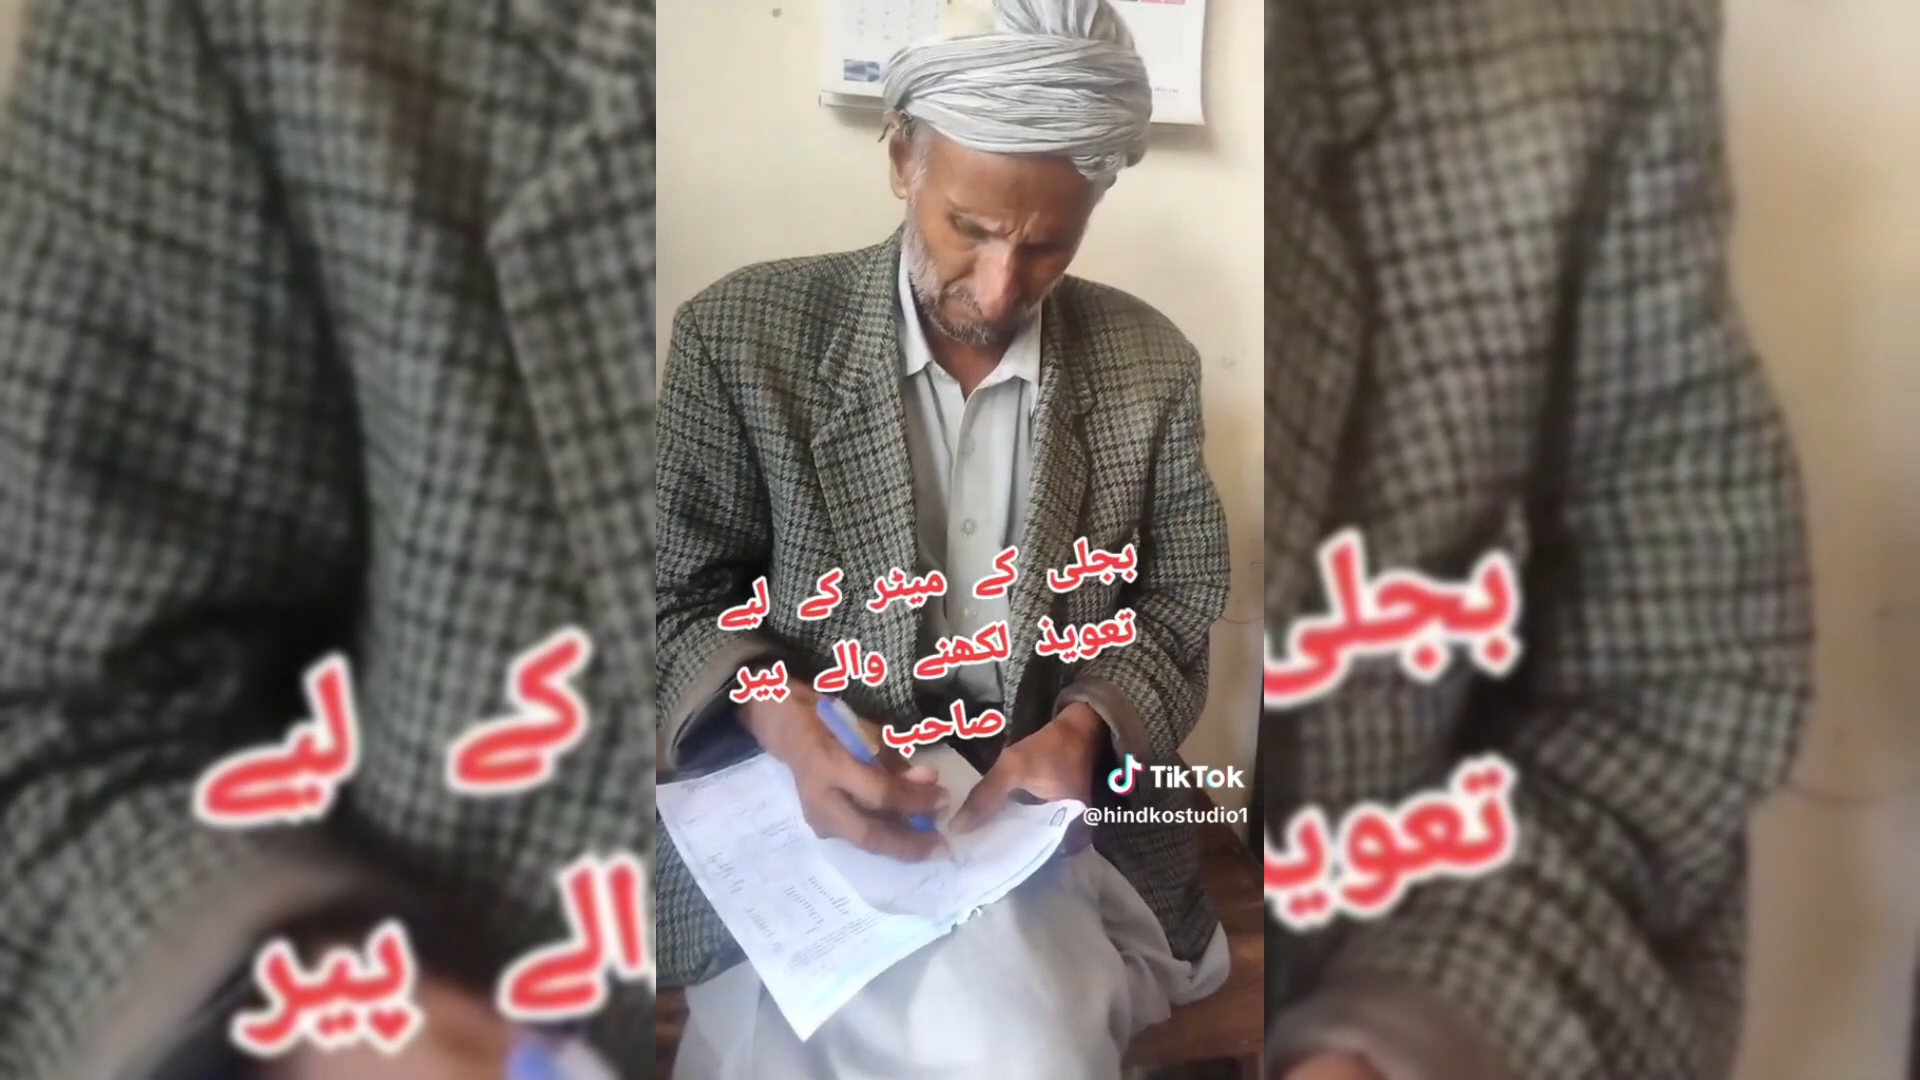 بجلی کے میٹر کے لیے
تعویذ لکھنے والے پیر
صاحب
TikTok
@hindkostudio1